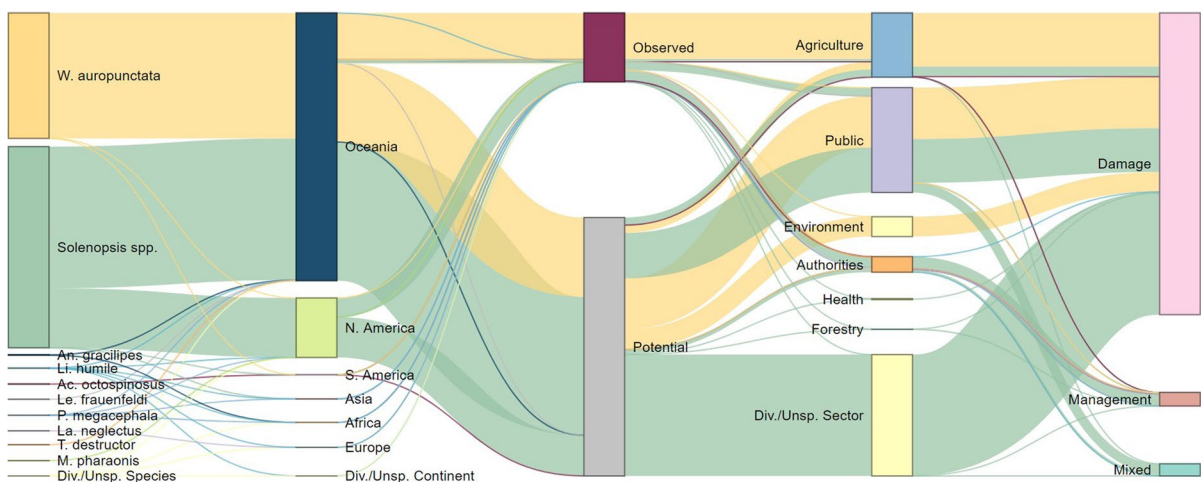 W. auropunctata
Solenopsis spp.
An. gracilipes
Li. humile
Ac. octospinosus
Le. frauenfeldi
P. megacephala
La. neglectus
T. destructor
M. pharaonis
Div./Unsp. Species
Oceania
N. America
S. America
Asia
Africa
Europe
Div./Unsp. Continent
Observed
Potential
Agriculture
Public
Environment
Authorities
Health
Forestry
Div./Unsp. Sector
Damage
Management
Mixed